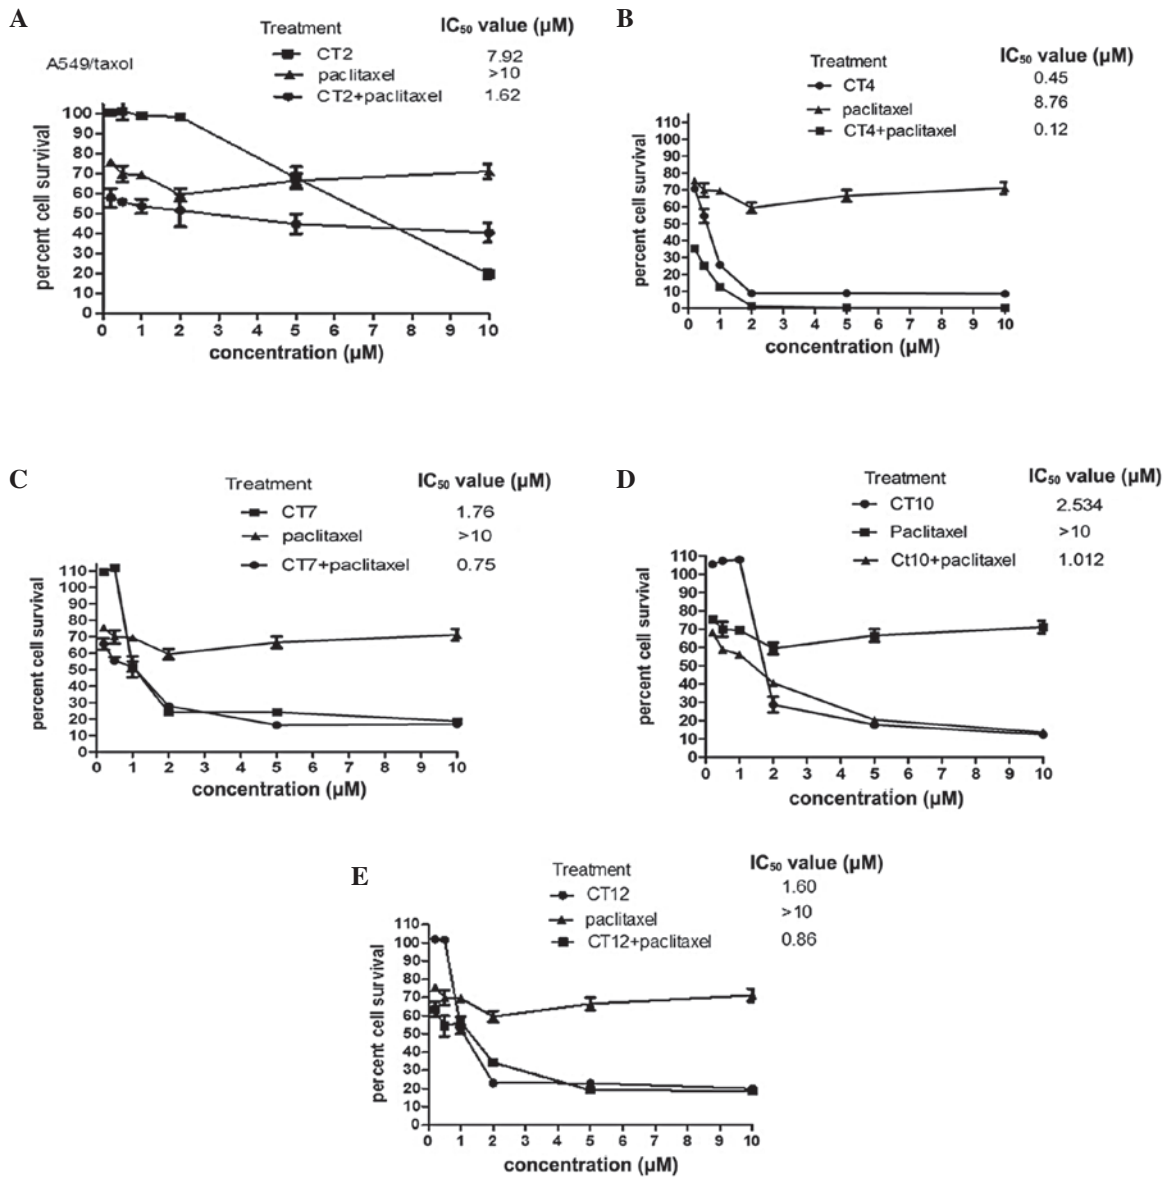 A
Treatment IC50 value (µM)
CT2 7.92
paclitaxel >10
CT2+paclitaxel 1.62
A549/taxol
percent cell survival
100
90
80
70
60
50
40
30
20
10
0
0 1 2 3 4 5 6 7 8 9 10
concentration (µM)
B
Treatment IC50 value (µM)
CT4 0.45
paclitaxel 8.76
CT4+paclitaxel 0.12
percent cell survival
110
100
90
80
70
60
50
40
30
20
10
0
0 1 2 3 4 5 6 7 8 9 10
concentration (µM)
C
Treatment IC50 value (µM)
CT7 1.76
paclitaxel >10
CT7+paclitaxel 0.75
percent cell survival
110
100
90
80
70
60
50
40
30
20
10
0
0 1 2 3 4 5 6 7 8 9 10
concentration (µM)
D
Treatment IC50 value (µM)
CT10 2.534
Paclitaxel >10
Ct10+paclitaxel 1.012
percent cell survival
110
100
90
80
70
60
50
40
30
20
10
0
0 1 2 3 4 5 6 7 8 9 10
concentration (µM)
E
Treatment IC50 value (µM)
CT12 1.60
paclitaxel >10
CT12+paclitaxel 0.86
percent cell survival
110
100
90
80
70
60
50
40
30
20
10
0
0 1 2 3 4 5 6 7 8 9 10
concentration (µM)